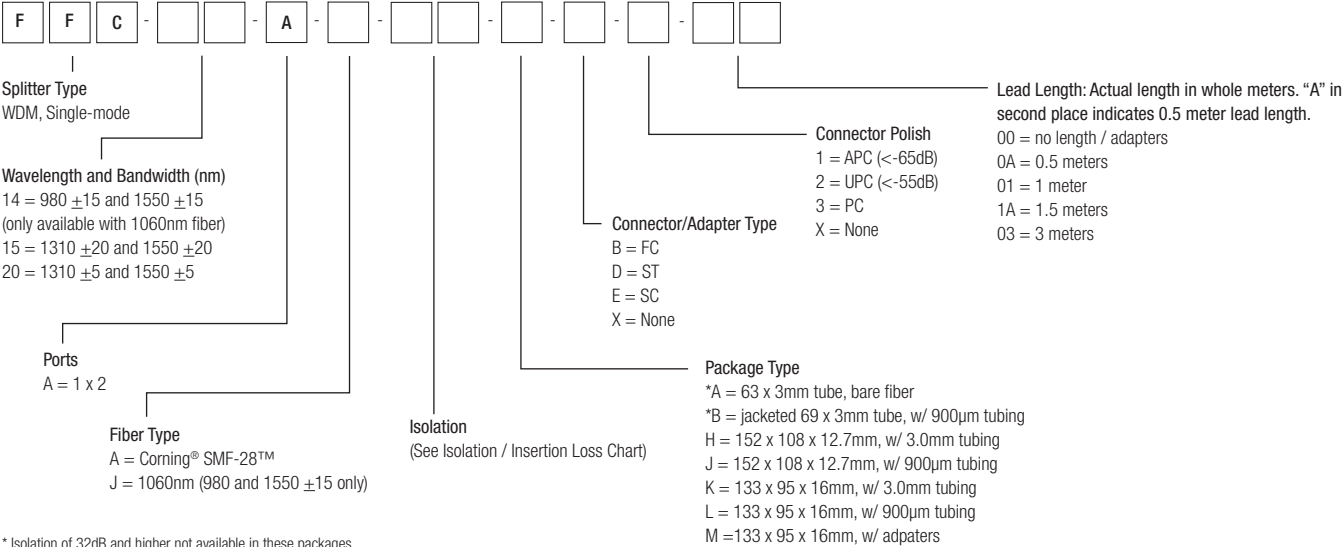 F F C - - A - - - - - -
Splitter Type
WDM, Single-mode
Wavelength and Bandwidth (nm)
14 = 980 ±15 and 1550 ±15
(only available with 1060nm fiber)
15 = 1310 ±20 and 1550 ±20
20 = 1310 ±5 and 1550 ±5
Ports
A = 1 x 2
Fiber Type
A = Corning® SMF-28™
J = 1060nm (980 and 1550 ±15 only)
Isolation
(See Isolation / Insertion Loss Chart)
Package Type
*A = 63 x 3mm tube, bare fiber
*B = jacketed 69 x 3mm tube, w/ 900µm tubing
H = 152 x 108 x 12.7mm, w/ 3.0mm tubing
J = 152 x 108 x 12.7mm, w/ 900µm tubing
K = 133 x 95 x 16mm, w/ 3.0mm tubing
L = 133 x 95 x 16mm, w/ 900µm tubing
M =133 x 95 x 16mm, w/ adpaters
Connector/Adapter Type
B = FC
D = ST
E = SC
X = None
Connector Polish
1 = APC (<-65dB)
2 = UPC (<-55dB)
3 = PC
X = None
Lead Length: Actual length in whole meters. “A” in
second place indicates 0.5 meter lead length.
00 = no length / adapters
0A = 0.5 meters
01 = 1 meter
1A = 1.5 meters
03 = 3 meters
* Isolation of 32dB and higher not available in these packages